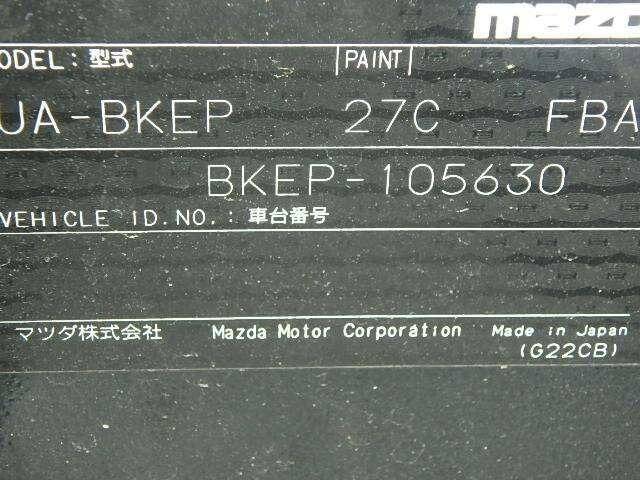 mazd
ODEL: 型式 PAINT
UA-BKEP 27C FBA
BKEP-105630
VEHICLE ID.NO.: 車台番号
マツダ株式会社 Mazda Motor Corporation Made in Japan
(G22CB)